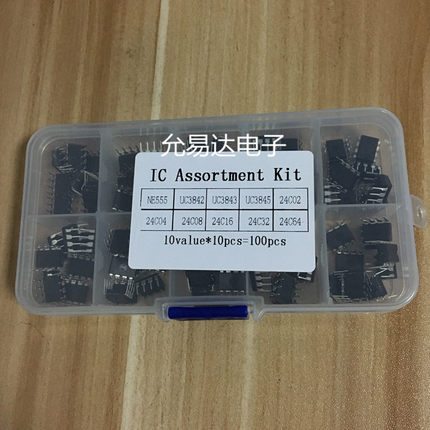 允易达电子
IC Assortment Kit
NE555 UC3842 UC3843 UC3845 24C02
24C04 24C08 24C16 24C32 24C64
10value*10pcs=100pcs